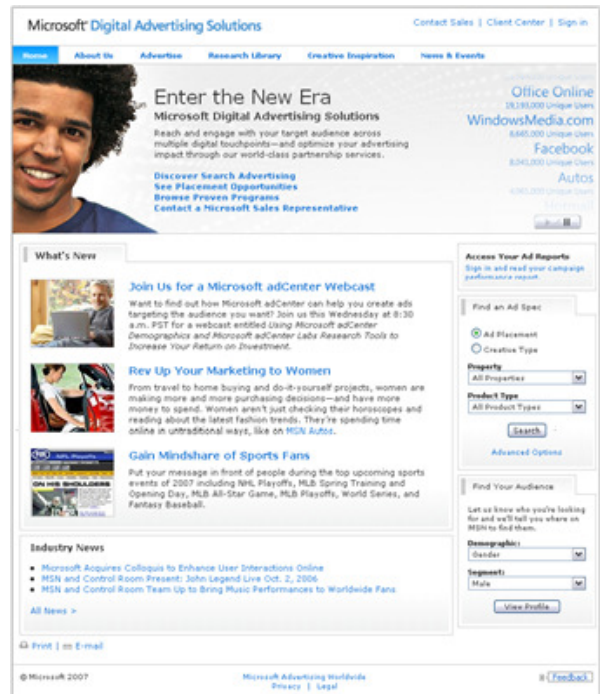 Microsoft Digital Advertising Solutions
Contact Sales | Client Center | Sign in
Home About Us Advertise Research Library Creative Inspiration News & Events
Enter the New Era
Microsoft Digital Advertising Solutions
Reach and engage with your target audience across
multiple digital touchpoints—and optimize your advertising
impact through our world-class partnership services.
Discover Search Advertising
See Placement Opportunities
Browse Proven Programs
Contact a Microsoft Sales Representative
Office Online
Unique Users
WindowsMedia.com
Unique Users
Facebook
Unique Users
Autos
Unique Users
What's New
Join Us for a Microsoft adCenter Webcast
Want to find out how Microsoft adCenter can help you create ads
targeting the audience you want? Join us this Wednesday at 8:30
a.m. PST for a webcast entitled Using Microsoft adCenter
Demographics and Microsoft adCenter Labs Research Tools to
Increase Your Return on Investment.
Rev Up Your Marketing to Women
From travel to home buying and do-it-yourself projects, women are
making more and more purchasing decisions—and have more
money to spend. Women aren't just checking their horoscopes and
reading about the latest fashion trends. They're spending time
online in untraditional ways, like on MSN Autos.
NHL Playoffs
ON HIS SHOULDERS
Gain Mindshare of Sports Fans
Put your message in front of people during the top upcoming sports
events of 2007 including NHL Playoffs, MLB Spring Training and
Opening Day, MLB All-Star Game, MLB Playoffs, World Series, and
Fantasy Baseball.
Industry News
Microsoft Acquires Colloquis to Enhance User Interactions Online
MSN and Control Room Present: John Legend Live Oct. 2, 2006
MSN and Control Room Team Up to Bring Music Performances to Worldwide Fans
All News >
Access Your Ad Reports
Sign in and read your campaign
performance report.
Find an Ad Spec
Ad Placement
Creative Type
Property
All Properties
Product Type
All Product Types
Search
Advanced Options
Find Your Audience
Let us know who you're looking
for and we'll tell you where on
MSN to find them.
Demographic:
Gender
Segment:
Male
View Profile
Print | E-mail
© Microsoft 2007
Microsoft Advertising Worldwide
Privacy | Legal
Feedback